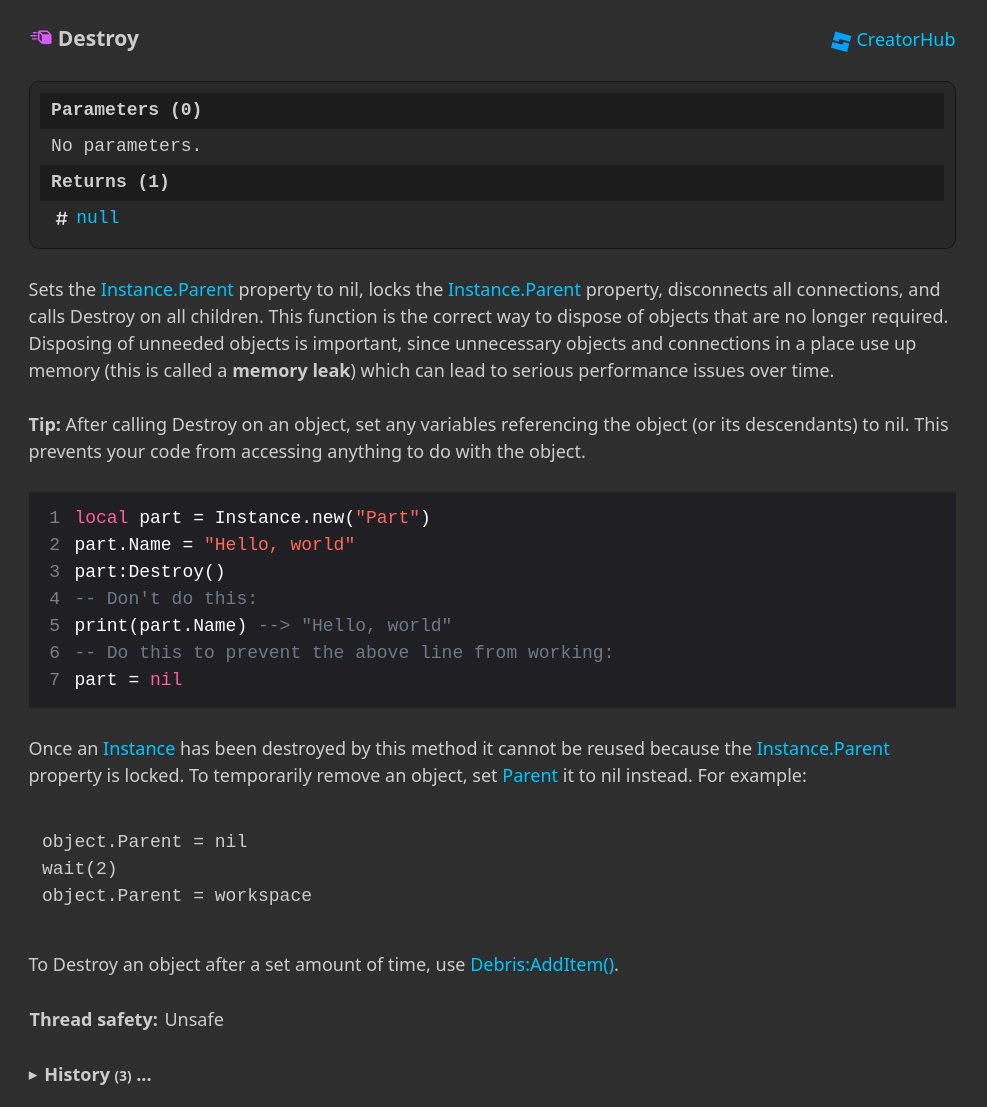 Destroy
CreatorHub
Parameters (0)
No parameters.
Returns (1)
# null
Sets the Instance.Parent property to nil, locks the Instance.Parent property, disconnects all connections, and
calls Destroy on all children. This function is the correct way to dispose of objects that are no longer required.
Disposing of unneeded objects is important, since unnecessary objects and connections in a place use up
memory (this is called a memory leak) which can lead to serious performance issues over time.
Tip: After calling Destroy on an object, set any variables referencing the object (or its descendants) to nil. This
prevents your code from accessing anything to do with the object.
1 local part = Instance.new("Part")
2 part.Name = "Hello, world"
3 part:Destroy()
4 -- Don't do this:
5 print(part.Name) --> "Hello, world"
6 -- Do this to prevent the above line from working:
7 part = nil
Once an Instance has been destroyed by this method it cannot be reused because the Instance.Parent
property is locked. To temporarily remove an object, set Parent it to nil instead. For example:
object.Parent = nil
wait(2)
object.Parent = workspace
To Destroy an object after a set amount of time, use Debris:AddItem().
Thread safety: Unsafe
▸ History (3) ...